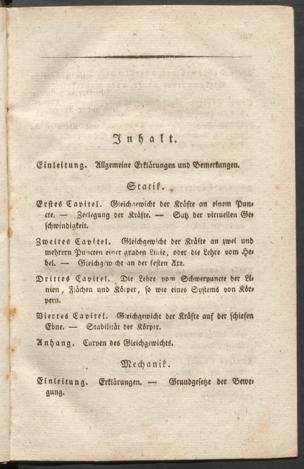 Inhalt.
Einleitung. Allgemeine Erklärungen und Bemerkungen.
Statik.
Erstes Capitel. Gleichgewicht der Kräfte an einem Pun-
cte. — Zerlegung der Kräfte. — Satz der virtuellen Ge-
schwindigkeit.
Zweites Capitel. Gleichgewicht der Kräfte an zwei und
mehrern Puncten einer graden Linie, oder die Lehre vom He-
bel. — Gleichgewicht an der festen Axe.
Drittes Capitel. Die Lehre vom Schwerpuncte der Li-
nien, Flächen und Körper, so wie eines Systems von Kör-
pern.
Viertes Capitel. Gleichgewicht der Kräfte auf der schiefen
Ebne. — Stabilität der Körper.
Anhang. Curven des Gleichgewichts.
Mechanik.
Einleitung. Erklärungen. — Grundgesetze der Bewe-
gung.